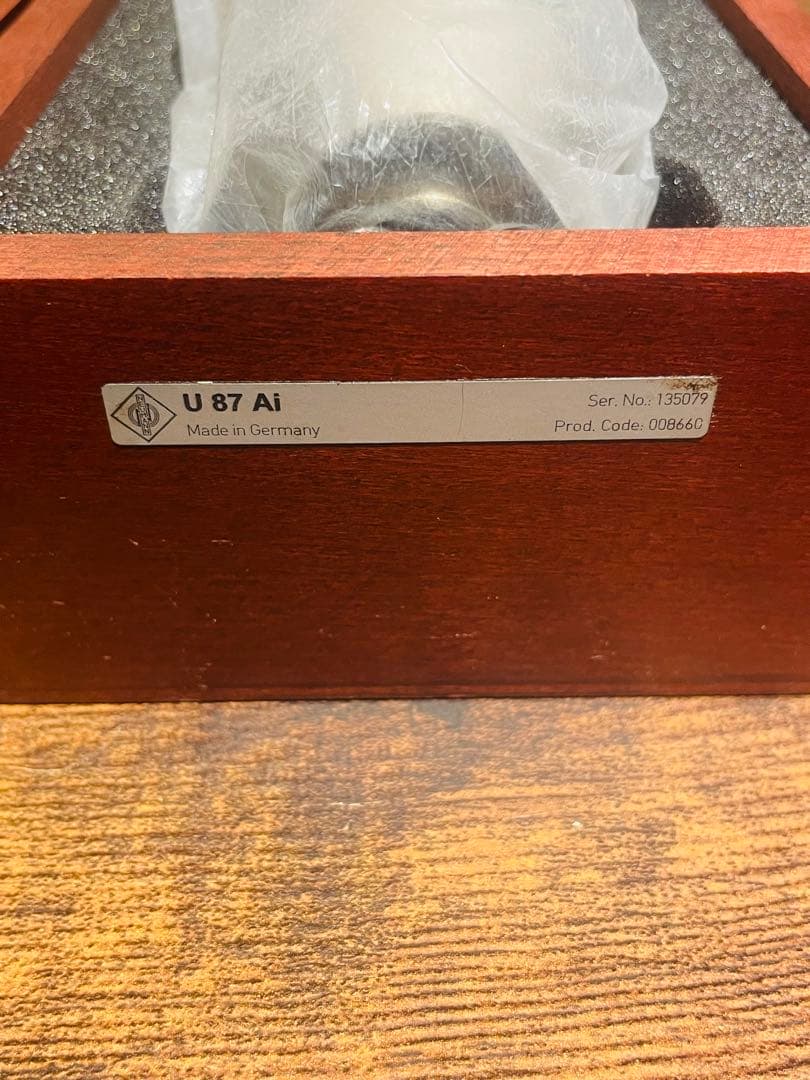 U 87 Ai
Made in Germany
Ser. No.: 135079
Prod. Code: 008660